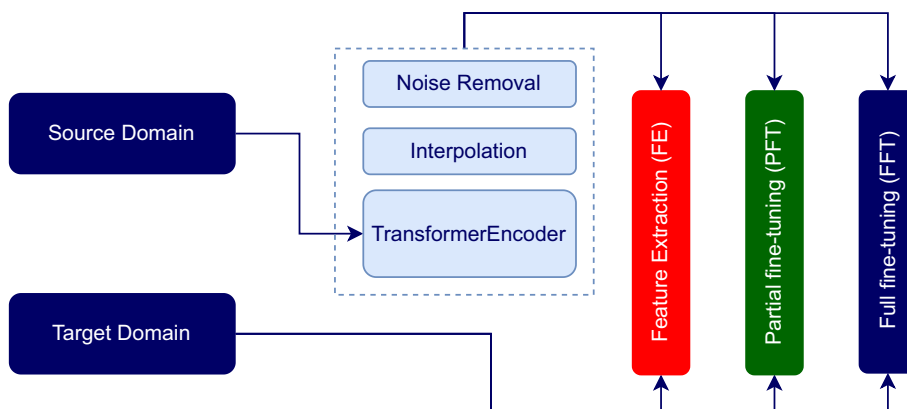 Noise Removal
Source Domain
Interpolation
TransformerEncoder
Target Domain
Feature Extraction (FE)
Partial fine-tuning (PFT)
Full fine-tuning (FFT)